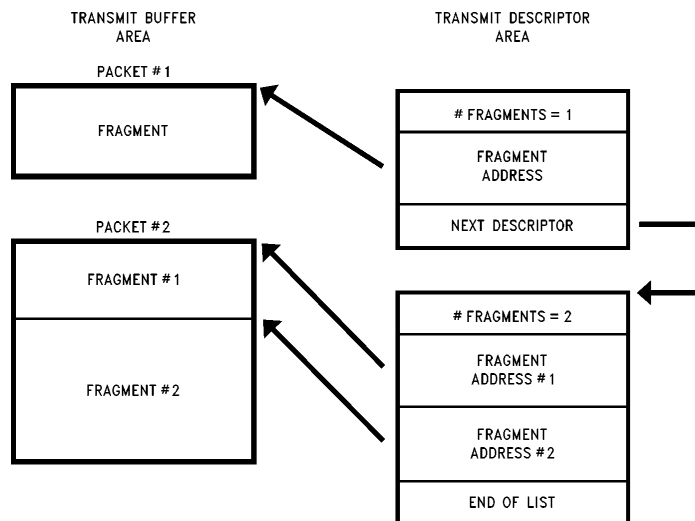 TRANSMIT BUFFER
AREA
PACKET #1
FRAGMENT
PACKET #2
FRAGMENT #1
FRAGMENT #2
TRANSMIT DESCRIPTOR
AREA
# FRAGMENTS = 1
FRAGMENT
ADDRESS
NEXT DESCRIPTOR
# FRAGMENTS = 2
FRAGMENT
ADDRESS #1
FRAGMENT
ADDRESS #2
END OF LIST